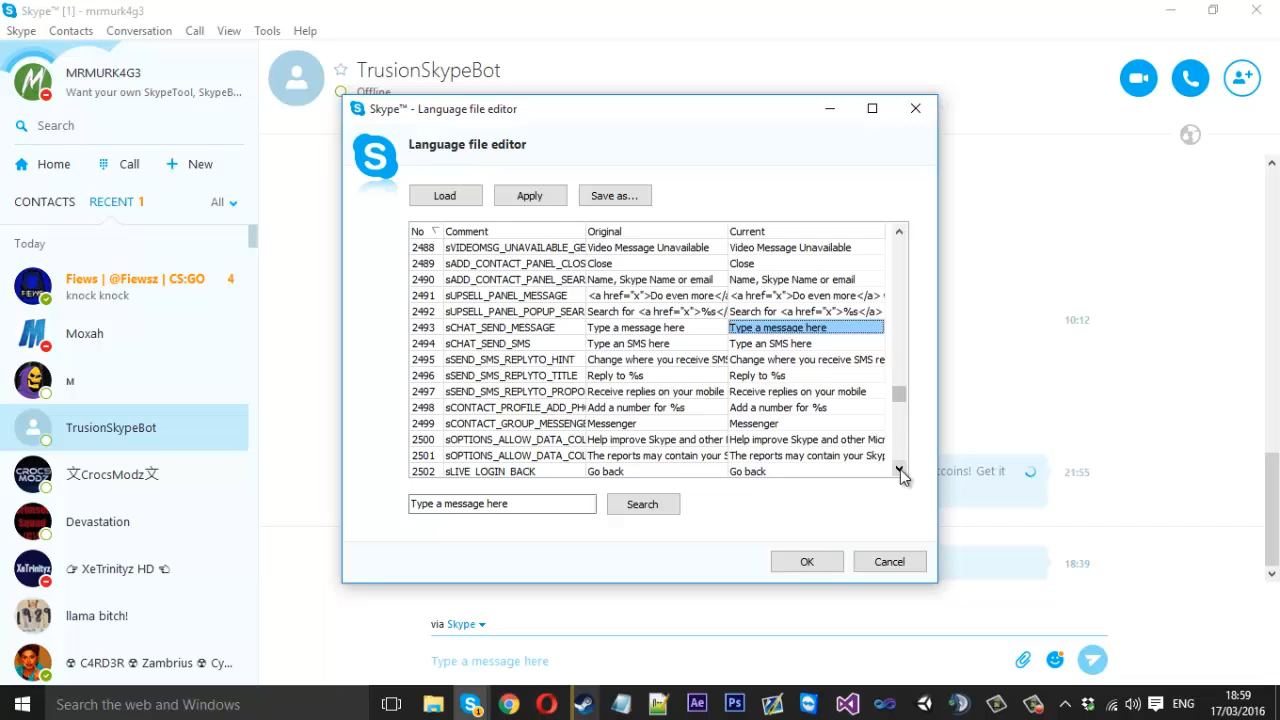 Skype™ [1] - mrmurk4g3
Skype Contacts Conversation Call View Tools Help
MRMURK4G3
Want your own SkypeTool, SkypeB...
Search
Home Call New
CONTACTS RECENT 1 All
Today
Fiews | @Fiewsz | CS:GO 4
knock knock
Moxah
M
TrusionSkypeBot
文CrocsModz文
Devastation
☞ XeTrinityz HD ☜
llama bitch!
☢ C4RD3R ☢ Zambrius ☢ Cy...
TrusionSkypeBot
Offline
Skype™ - Language file editor
Language file editor
Load Apply Save as...
No Comment Original Current
2488 sVIDEOMSG_UNAVAILABLE_GE Video Message Unavailable Video Message Unavailable
2489 sADD_CONTACT_PANEL_CLOS Close Close
2490 sADD_CONTACT_PANEL_SEAR Name, Skype Name or email Name, Skype Name or email
2491 sUPSELL_PANEL_MESSAGE <a href="x">Do even more</a <a href="x">Do even more</a>
2492 sUPSELL_PANEL_POPUP_SEAR Search for <a href="x">%s</ Search for <a href="x">%s</a>
2493 sCHAT_SEND_MESSAGE Type a message here Type a message here
2494 sCHAT_SEND_SMS Type an SMS here Type an SMS here
2495 sSEND_SMS_REPLYTO_HINT Change where you receive SMS Change where you receive SMS re
2496 sSEND_SMS_REPLYTO_TITLE Reply to %s Reply to %s
2497 sSEND_SMS_REPLYTO_PROPO Receive replies on your mobile Receive replies on your mobile
2498 sCONTACT_PROFILE_ADD_PH Add a number for %s Add a number for %s
2499 sCONTACT_GROUP_MESSENGE Messenger Messenger
2500 sOPTIONS_ALLOW_DATA_COL Help improve Skype and other Help improve Skype and other Micr
2501 sOPTIONS_ALLOW_DATA_COL The reports may contain your S The reports may contain your Skyp
2502 sLIVE_LOGIN_BACK Go back Go back
Type a message here Search
OK Cancel
10:12
tcoins! Get it 21:55
18:39
via Skype
Type a message here
Search the web and Windows
ENG
18:59
17/03/2016